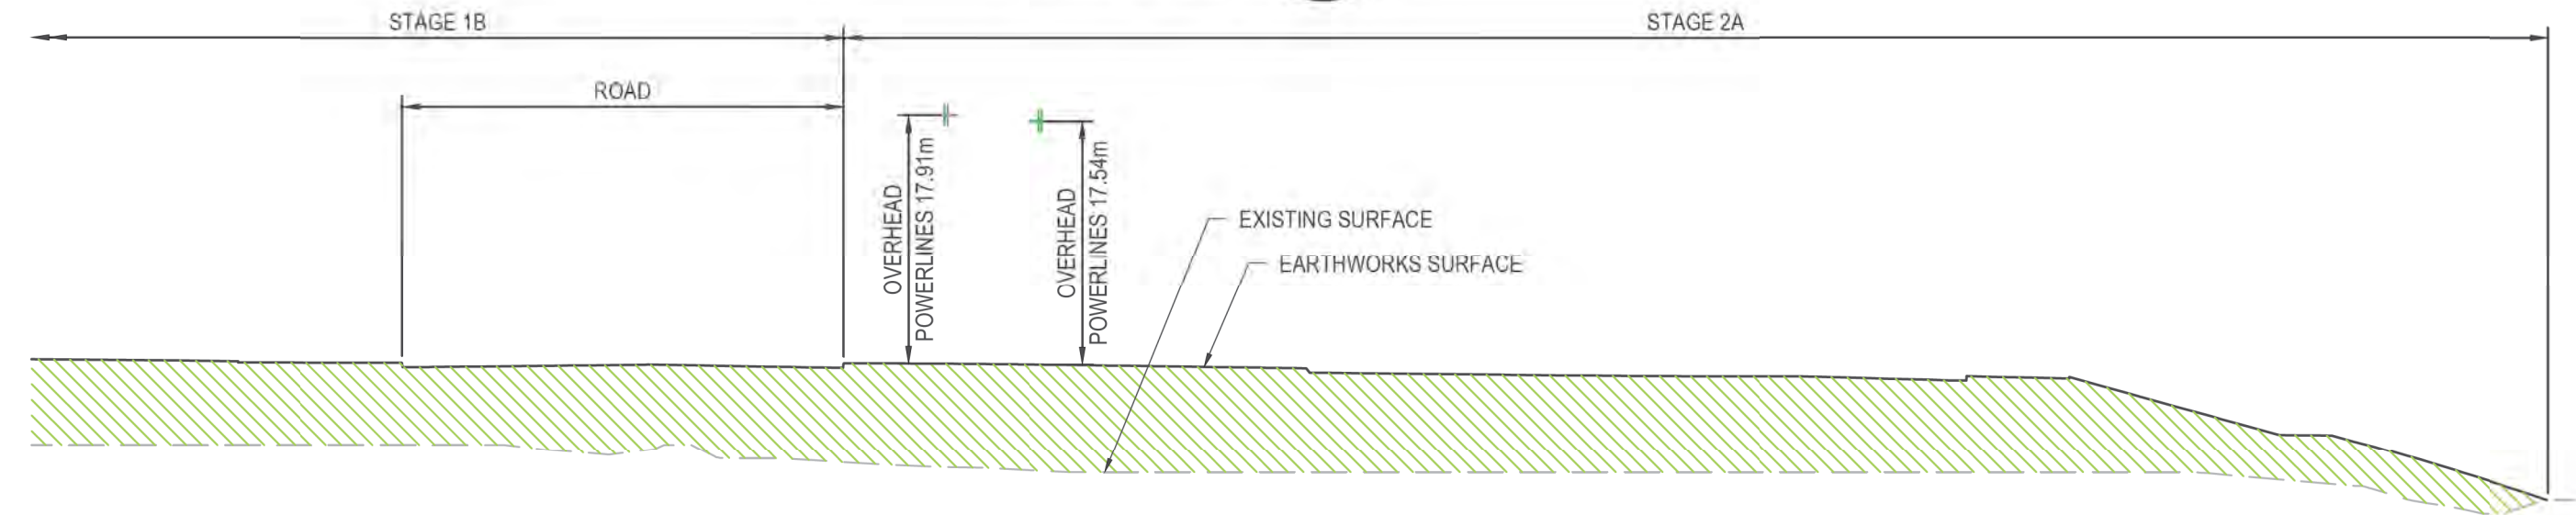 STAGE 1B
STAGE 2A
ROAD
OVERHEAD
POWERLINES 17.91m
OVERHEAD
POWERLINES 17.54m
EXISTING SURFACE
EARTHWORKS SURFACE